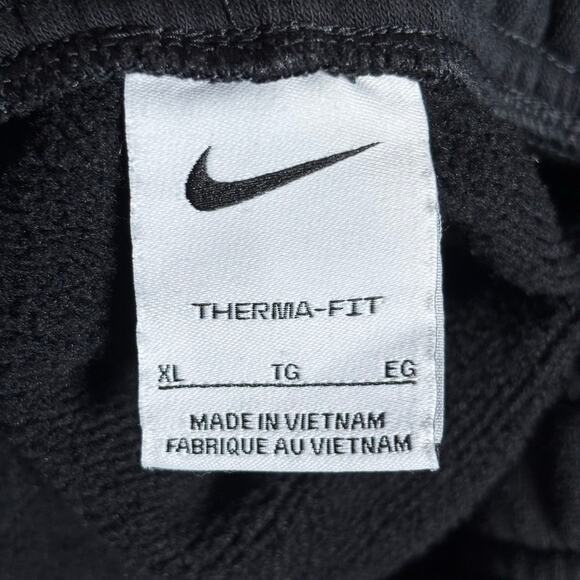 THERMA-FIT
XL TG EG
MADE IN VIETNAM
FABRIQUE AU VIETNAM